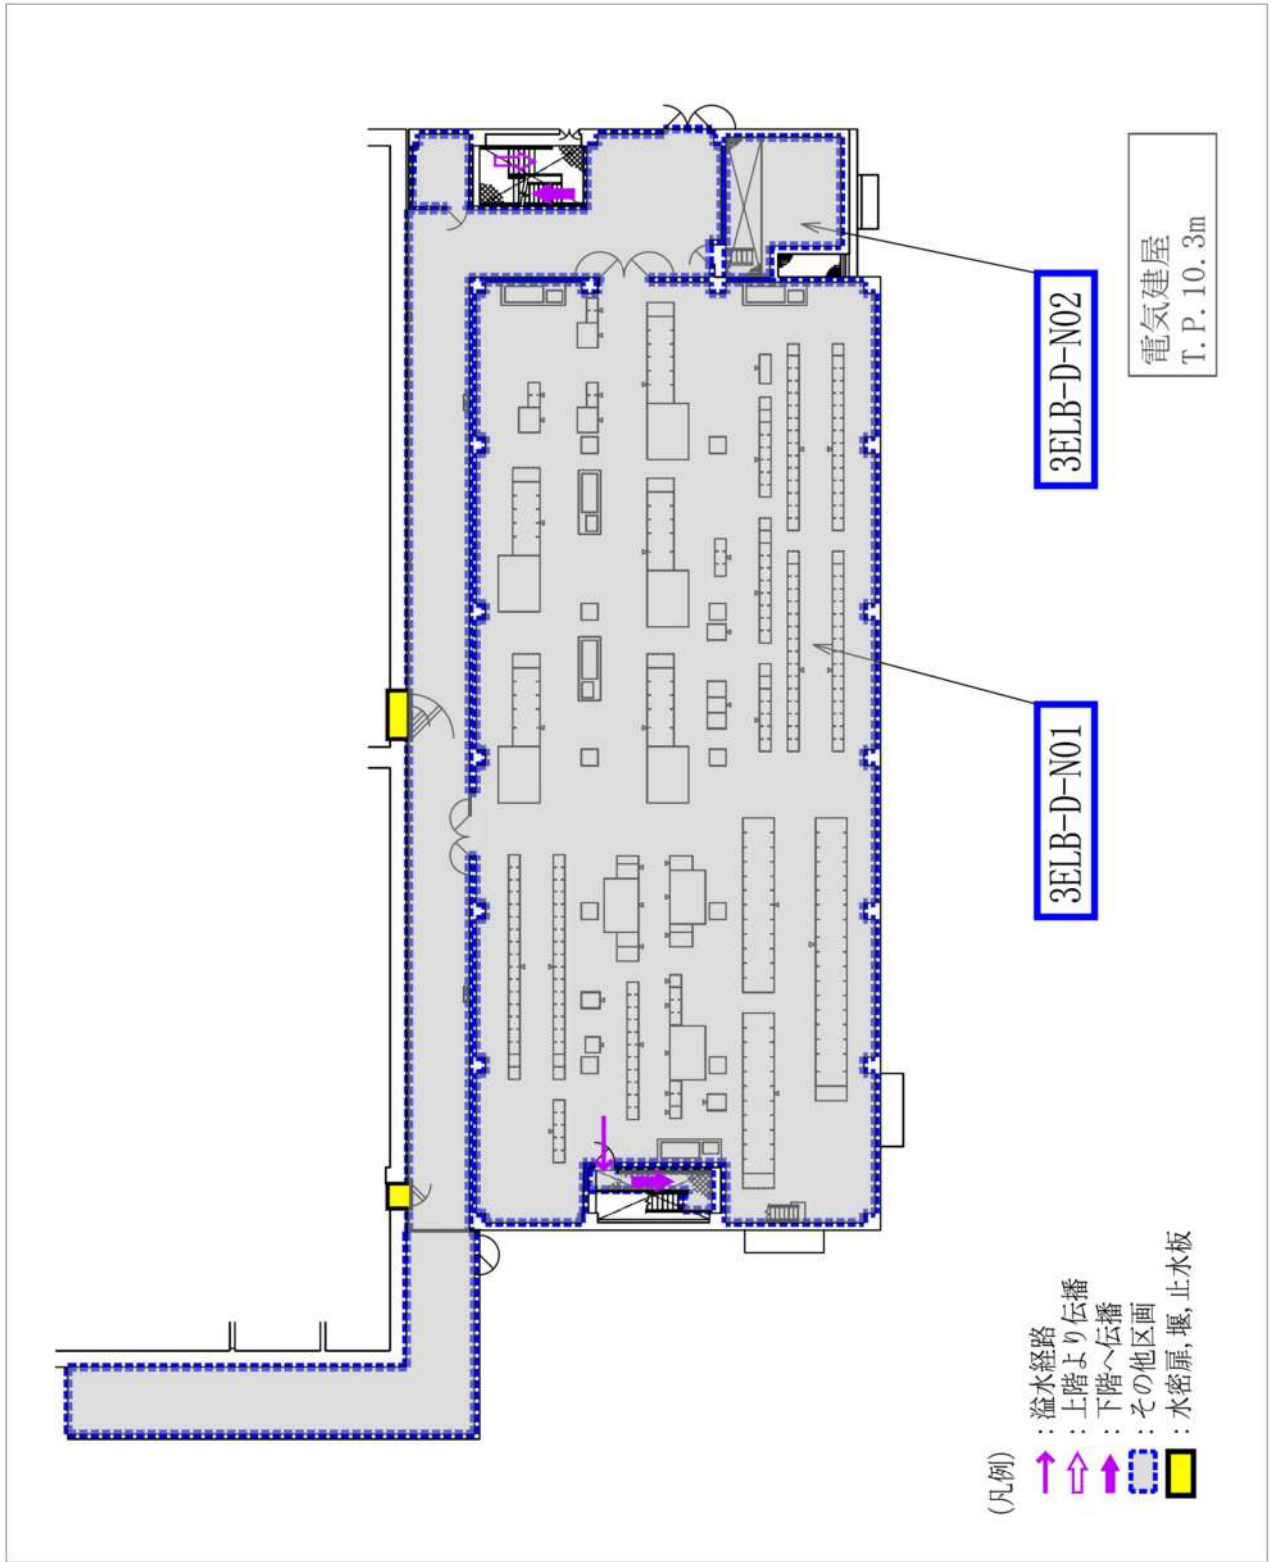 3ELB-D-N01
3ELB-D-N02
電気建屋
T.P.10.3m
(凡例)
：溢水経路
：上階より伝播
：下階へ伝播
：その他区画
：水密扉,堰,止水板